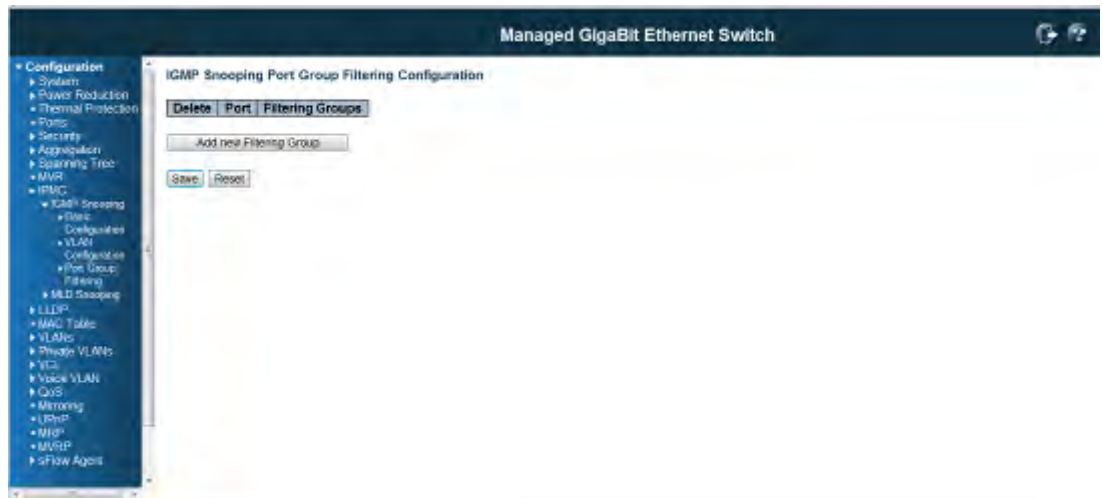 Managed GigaBit Ethernet Switch
Configuration
System
Power Reduction
Thermal Protection
Ports
Security
Aggregation
Spanning Tree
MVR
IPMC
IGMP Snooping
Basic
Configuration
VLAN
Configuration
Port Group
Filtering
MLD Snooping
LLDP
MAC Table
VLANs
Private VLANs
VCL
Voice VLAN
QoS
Mirroring
UPnP
MRP
MVRP
sFlow Agent
IGMP Snooping Port Group Filtering Configuration
Delete Port Filtering Groups
Add new Filtering Group
Save Reset